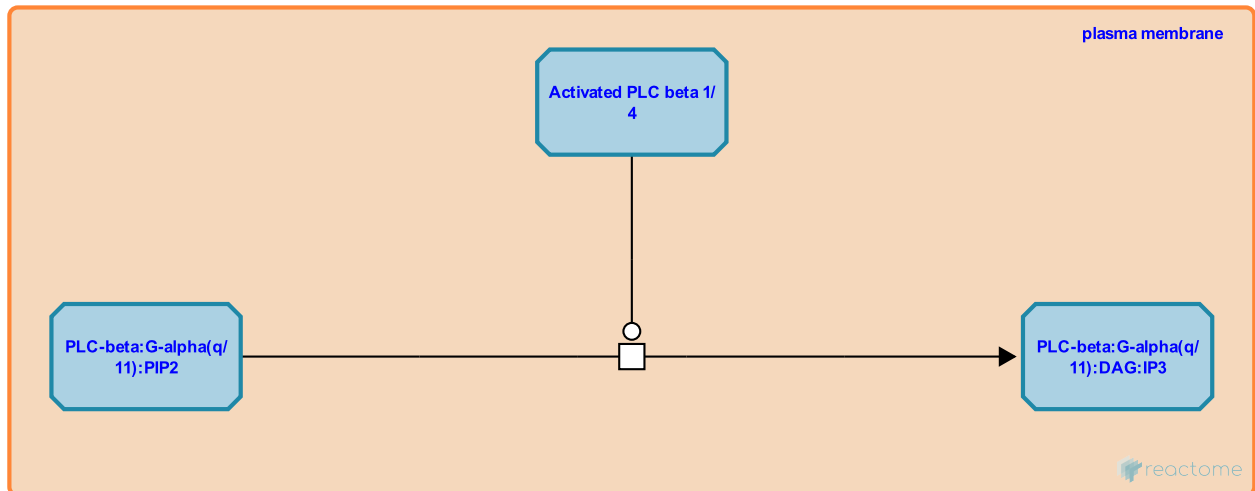 plasma membrane
Activated PLC beta 1/
4
PLC-beta:G-alpha(q/
11):PIP2
PLC-beta:G-alpha(q/
11):DAG:IP3
reactome